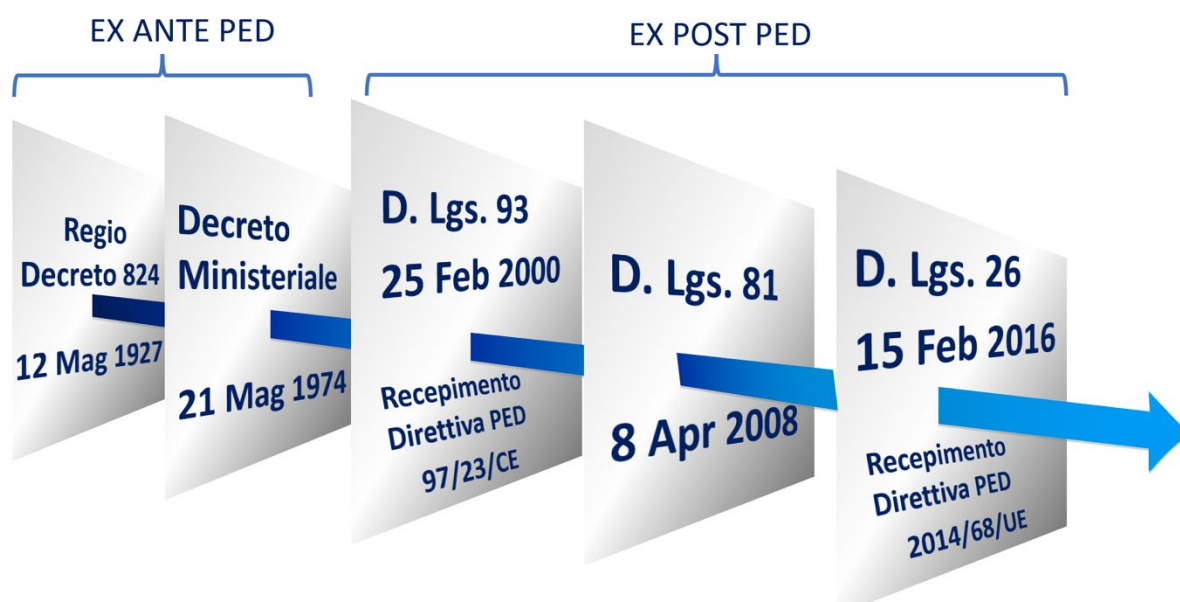 EX ANTE PED
EX POST PED
Regio
Decreto 824
12 Mag 1927
Decreto
Ministeriale
21 Mag 1974
D. Lgs. 93
25 Feb 2000
Recepimento
Direttiva PED
97/23/CE
D. Lgs. 81
8 Apr 2008
D. Lgs. 26
15 Feb 2016
Recepimento
Direttiva PED
2014/68/UE